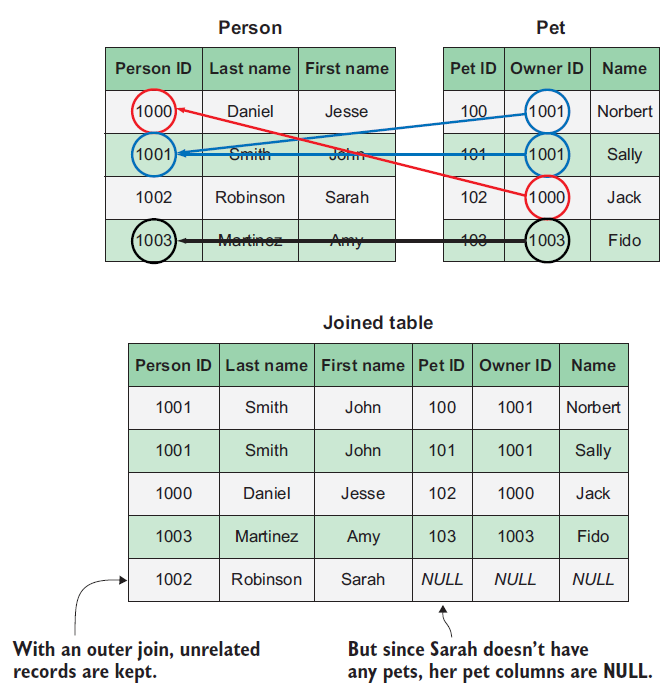 Person Pet
Person ID Last name First name Pet ID Owner ID Name
1000 Daniel Jesse 100 1001 Norbert
1001 Smith John 101 1001 Sally
1002 Robinson Sarah 102 1000 Jack
1003 Martinez Amy 103 1003 Fido
Joined table
Person ID Last name First name Pet ID Owner ID Name
1001 Smith John 100 1001 Norbert
1001 Smith John 101 1001 Sally
1000 Daniel Jesse 102 1000 Jack
1003 Martinez Amy 103 1003 Fido
1002 Robinson Sarah NULL NULL NULL
With an outer join, unrelated
records are kept.
But since Sarah doesn’t have
any pets, her pet columns are NULL.